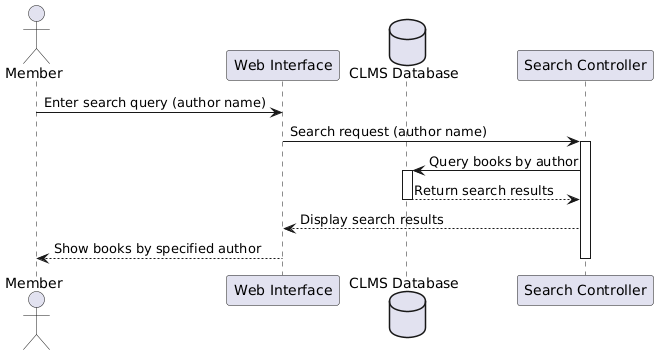 Member
Web Interface
CLMS Database
Search Controller
Enter search query (author name)
Search request (author name)
Query books by author
Return search results
Display search results
Show books by specified author
Member
Web Interface
CLMS Database
Search Controller